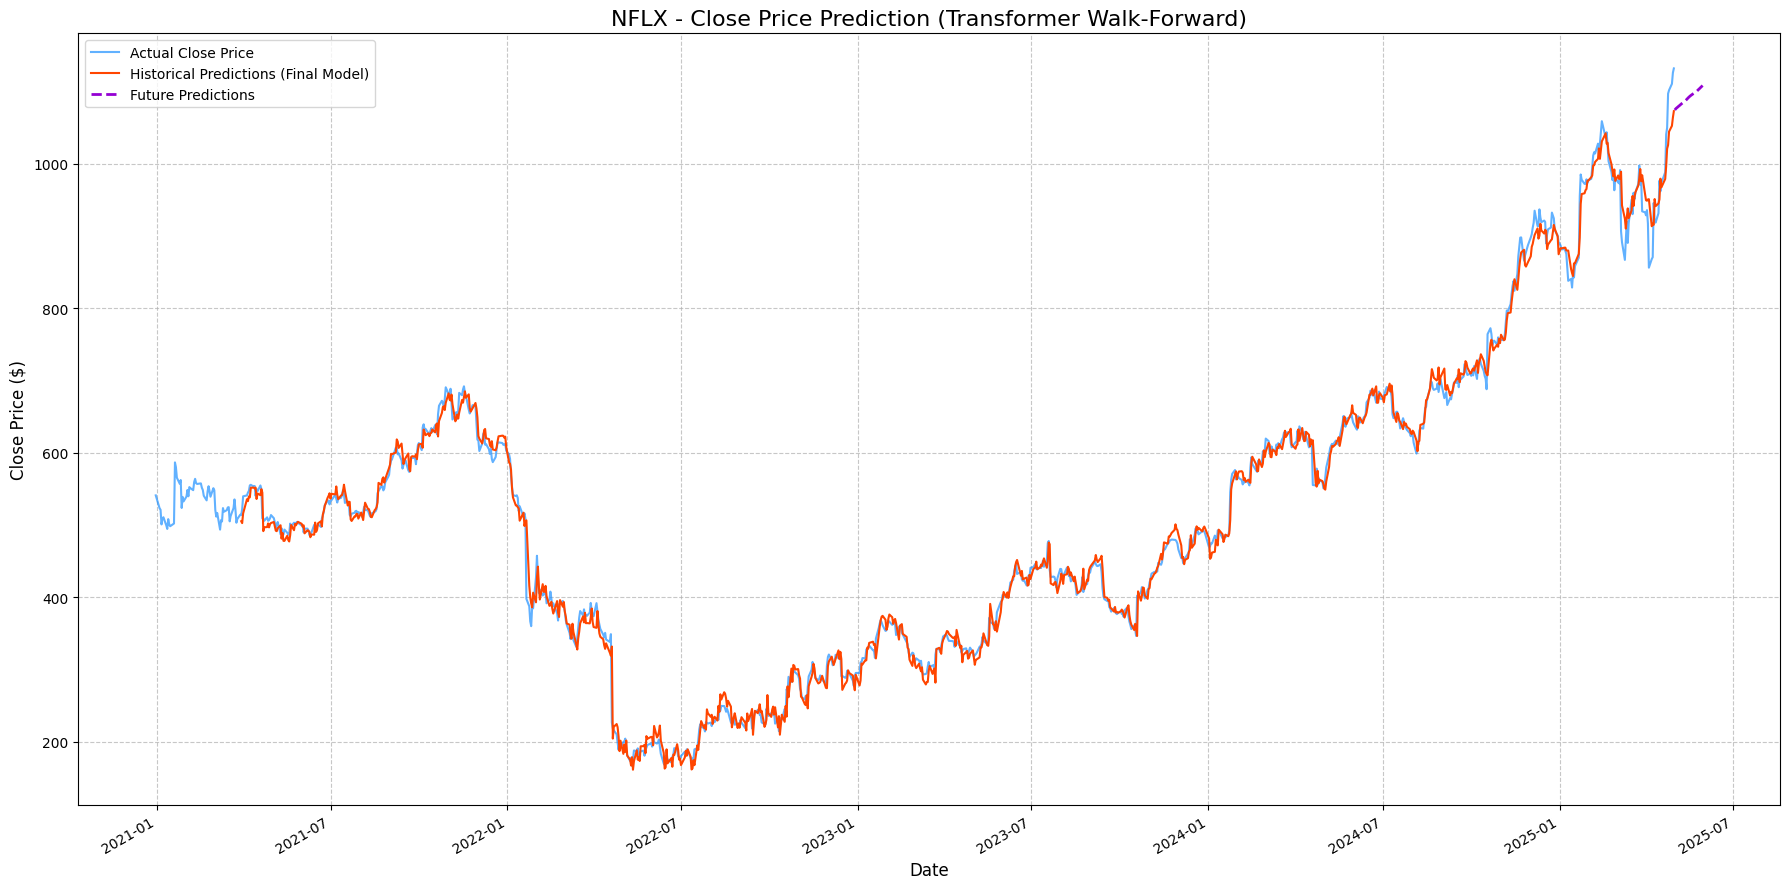 NFLX - Close Price Prediction (Transformer Walk-Forward)
Actual Close Price
Historical Predictions (Final Model)
Future Predictions
Close Price ($)
1000
800
600
400
200
2021-01
2021-07
2022-01
2022-07
2023-01
2023-07
2024-01
2024-07
2025-01
2025-07
Date